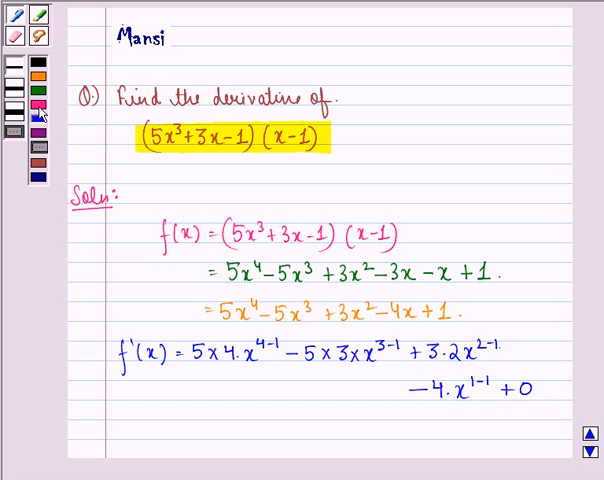 Mansi
Q.) Find the derivative of.
(5x³+3x-1) (x-1)
Soln:
f(x) = (5x³+3x-1) (x-1)
= 5x⁴-5x³ +3x²-3x-x+1.
= 5x⁴-5x³ +3x²-4x+1.
f'(x) = 5×4·x⁴⁻¹ - 5×3×x³⁻¹ + 3·2x²⁻¹
-4·x¹⁻¹ +0